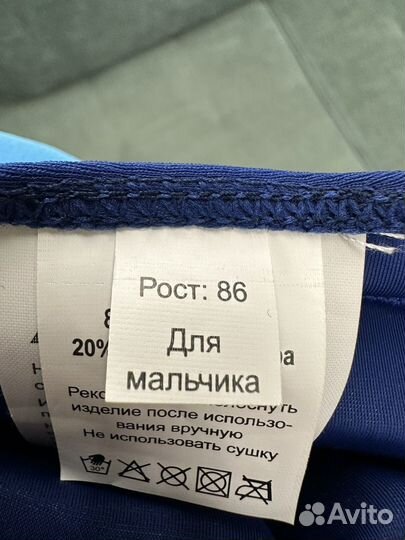 Рост: 86
Для
мальчика
20%
изделие после использо-
вания вручную
Не использовать сушку
30°
Avito